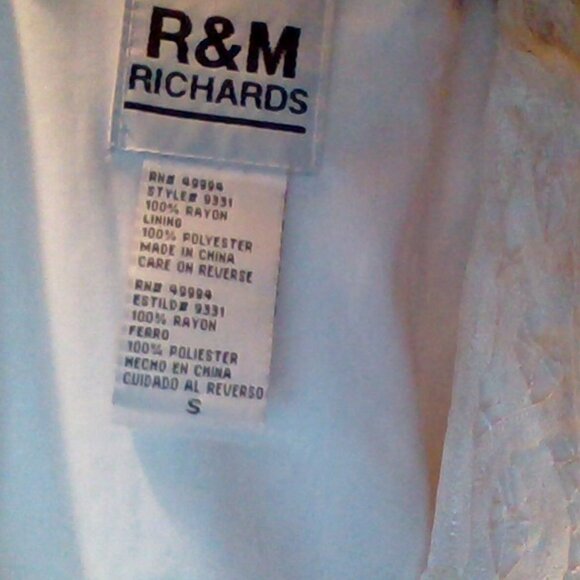 R&M
RICHARDS
RN# 49994
STYLE# 9331
100% RAYON
LINING
100% POLYESTER
MADE IN CHINA
CARE ON REVERSE
RN# 49994
ESTILO# 9331
100% RAYON
FERRO
100% POLIESTER
HECHO EN CHINA
CUIDADO AL REVERSO
S